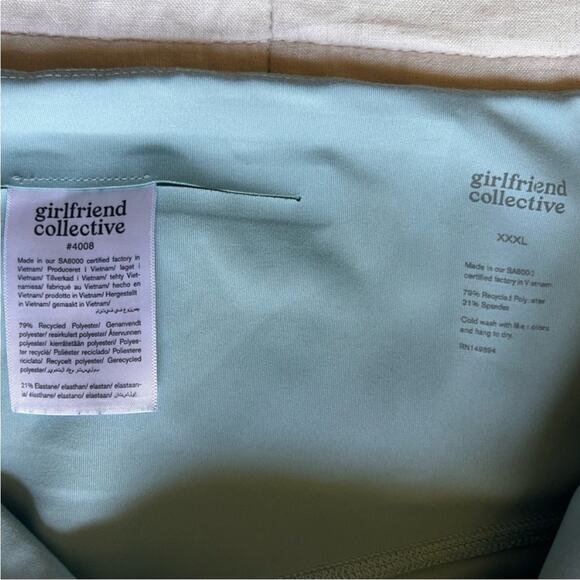 girlfriend
collective
#4008
Made in our SA8000 certified factory in
Vietnam/ Produceret I Vietnam/ laget i
Vietnam/ Tillverkad i Vietnam/ tehty Viet-
namissa/ fabriqué au Vietnam/ hecho en
Vietnam/ prodotto in Vietnam/ Hergestellt
in Vietnam/ gemaakt in Vietnam/
79% Recycled Polyester/ Genanvendt
polyester/ resirkulert polyester/ Återvunnen
polyester/ kierrätetään polyester/ Polyes-
ter recyclé/ Poliéster reciclado/ Poliestere
riciclato/ Recycelt polyester/ Gerecycled
polyester/
21% Elastane/ elasthan/ elastan/ elastaan-
ia/ élasthane/ elastano/ elastan/ elastaan/
girlfriend
collective
XXXL
Made in our SA8000
certified factory in Vietnam
79% Recycled Polyester
21% Spandex
Cold wash with like colors
and hang to dry.
RN149894